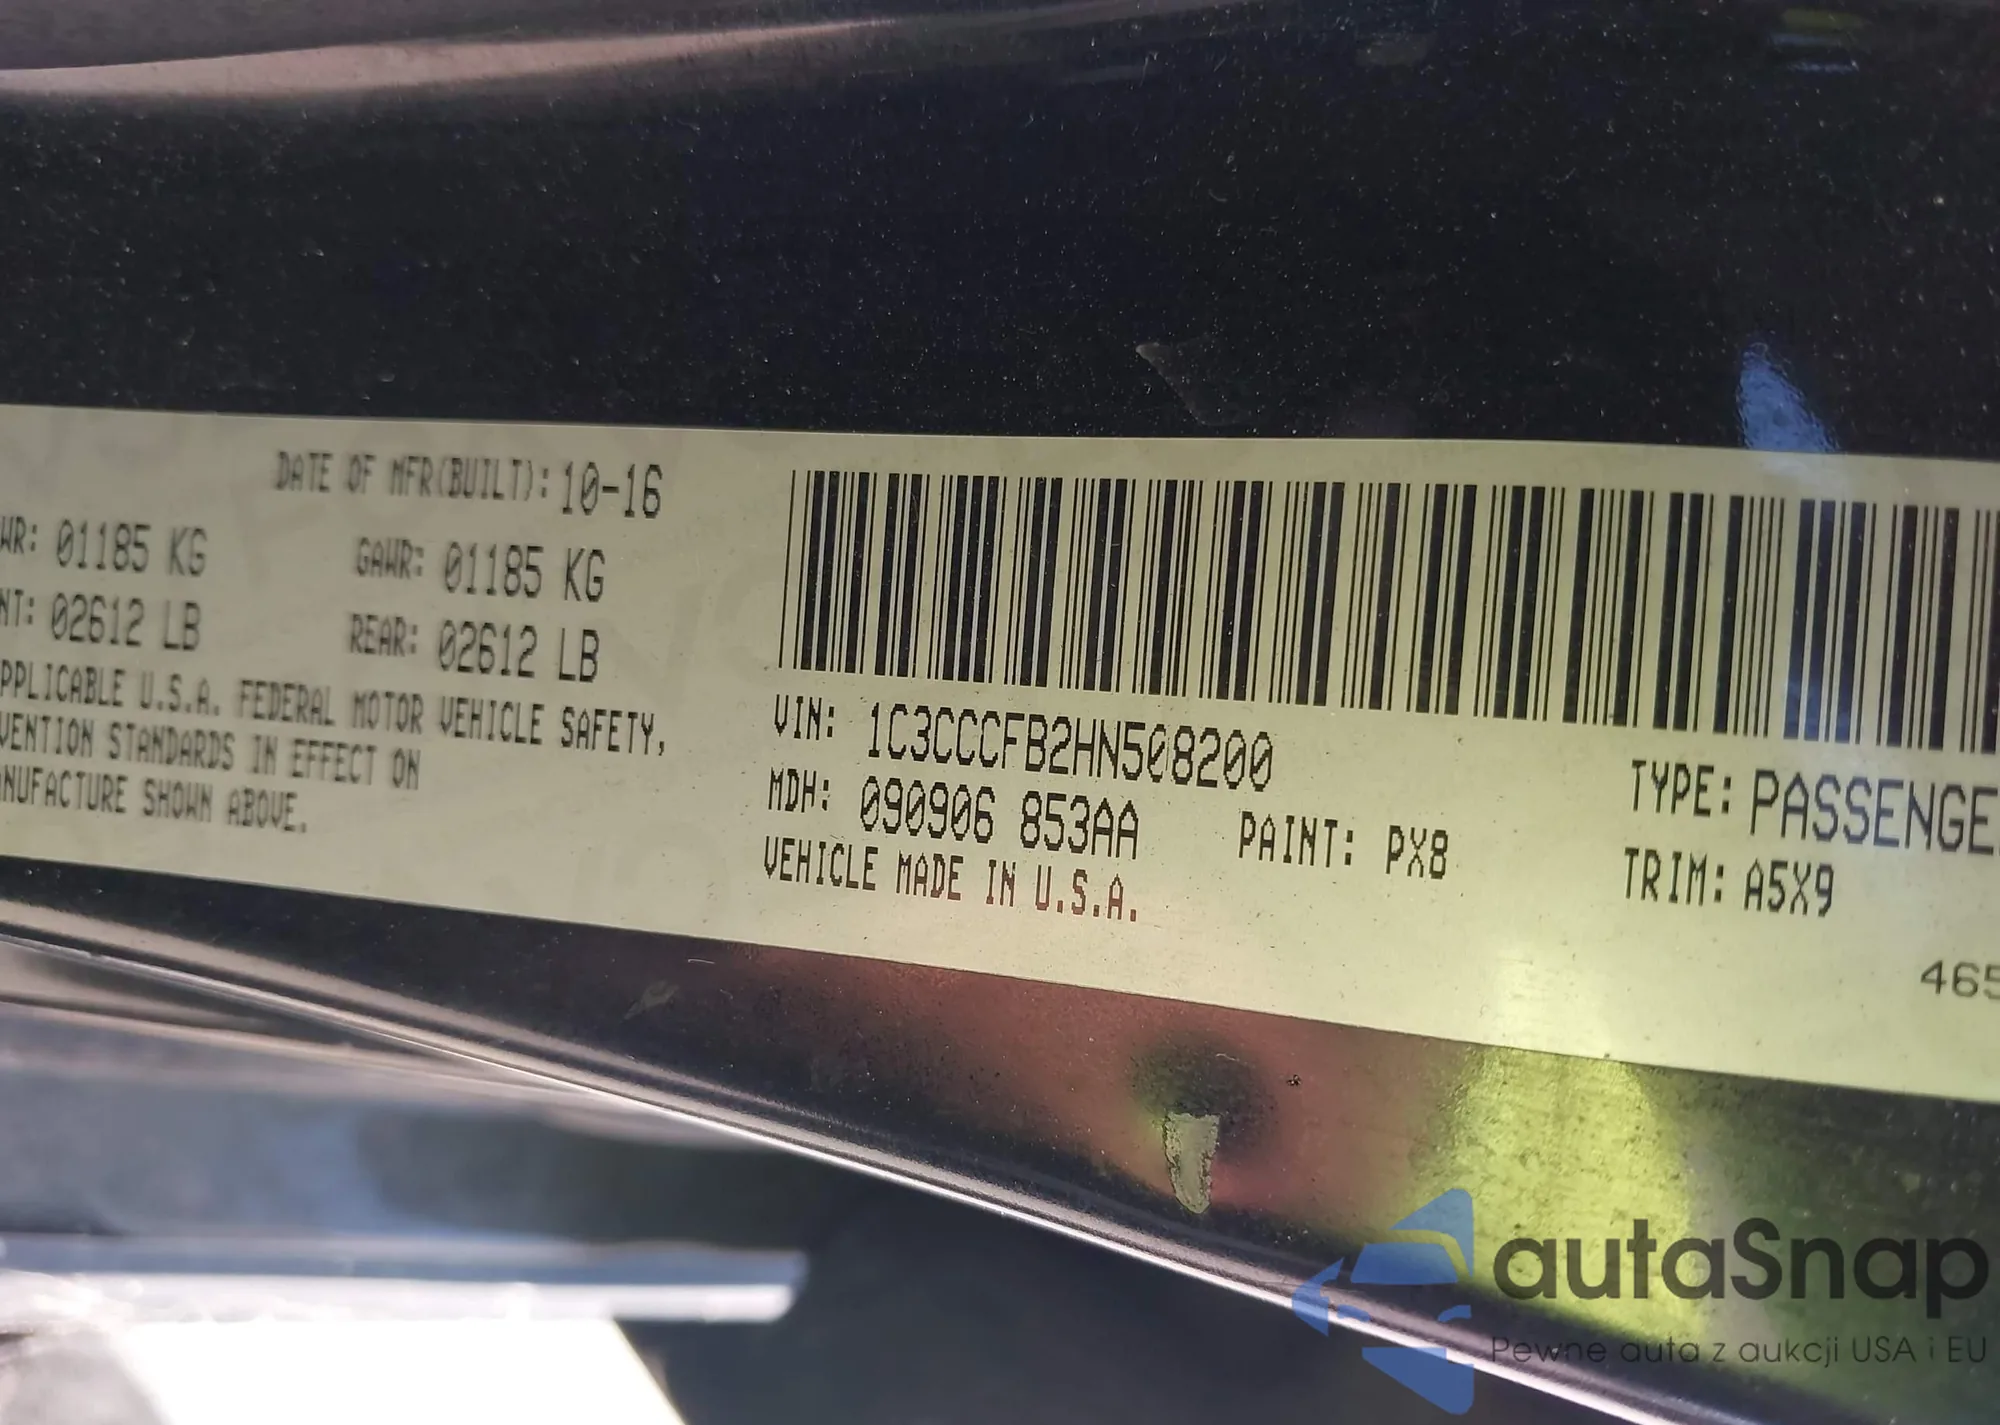 DATE OF MFR(BUILT): 10-16
WR: 01185 KG GAWR: 01185 KG
NT: 02612 LB REAR: 02612 LB
PPLICABLE U.S.A. FEDERAL MOTOR VEHICLE SAFETY,
VENTION STANDARDS IN EFFECT ON
NUFACTURE SHOWN ABOVE.
VIN: 1C3CCCFB2HN508200
MDH: 090906 853AA
VEHICLE MADE IN U.S.A.
PAINT: PX8
TYPE: PASSENGE
TRIM: A5X9
465
autaSnap
Pewne auta z aukcji USA i EU